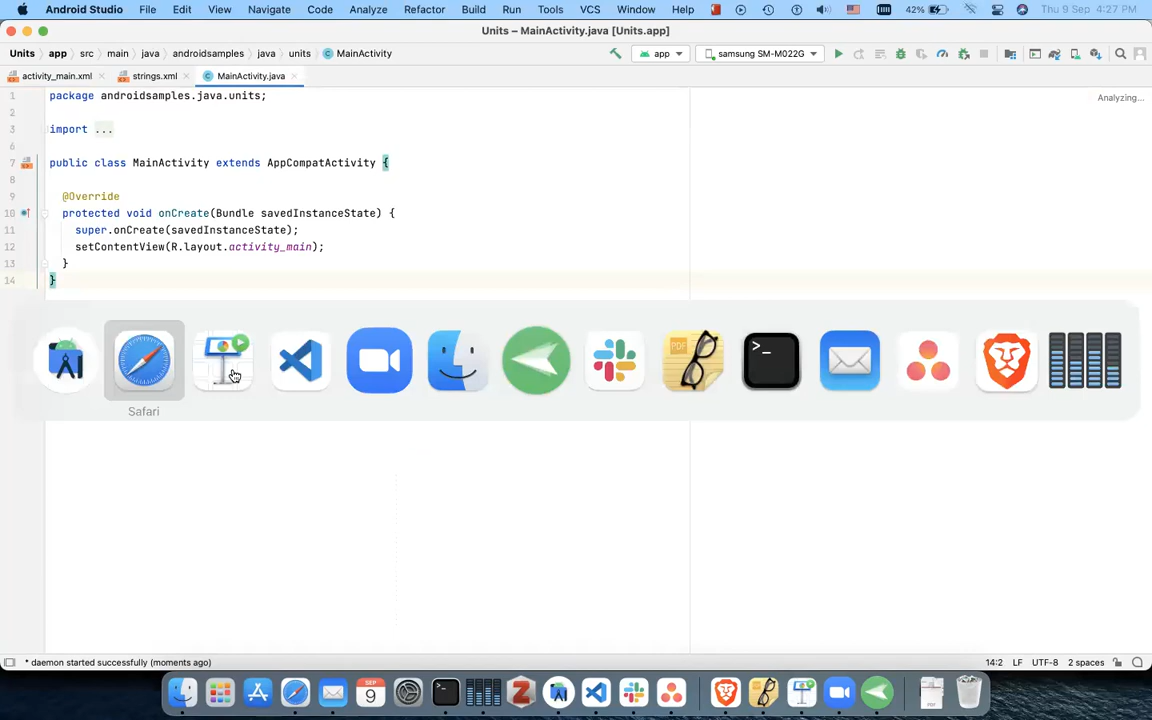 Android Studio File Edit View Navigate Code Analyze Refactor Build Run Tools VCS Window Help 42% Thu 9 Sep 4:27 PM
Units – MainActivity.java [Units.app]
Units app src main java androidsamples java units MainActivity app samsung SM-M022G
activity_main.xml strings.xml MainActivity.java
1 package androidsamples.java.units; Analyzing...
2
3 import ...
6
7 public class MainActivity extends AppCompatActivity {
8
9 @Override
10 protected void onCreate(Bundle savedInstanceState) {
11 super.onCreate(savedInstanceState);
12 setContentView(R.layout.activity_main);
13 }
14 }
PDF >_
Safari
* daemon started successfully (moments ago) 14:2 LF UTF-8 2 spaces
SEP
9
PDF